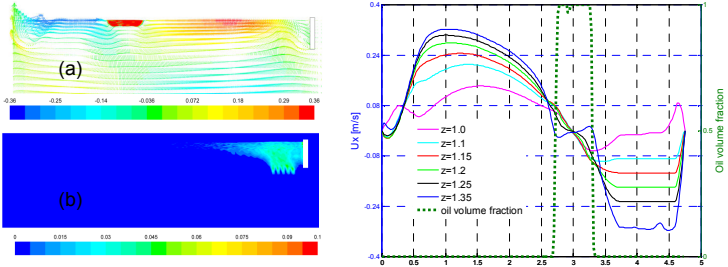 (a)
-0.36 -0.25 -0.14 -0.036 0.072 0.18 0.29 0.36
(b)
0 0.015 0.03 0.045 0.06 0.075 0.09 0.1
0.4
0.24
0.08
-0.08
-0.24
-0.4
Ux [m/s]
z=1.0
z=1.1
z=1.15
z=1.2
z=1.25
z=1.35
oil volume fraction
0.5 1 1.5 2 2.5 3 3.5 4 4.5 5
1
0.5
0
Oil volume fraction